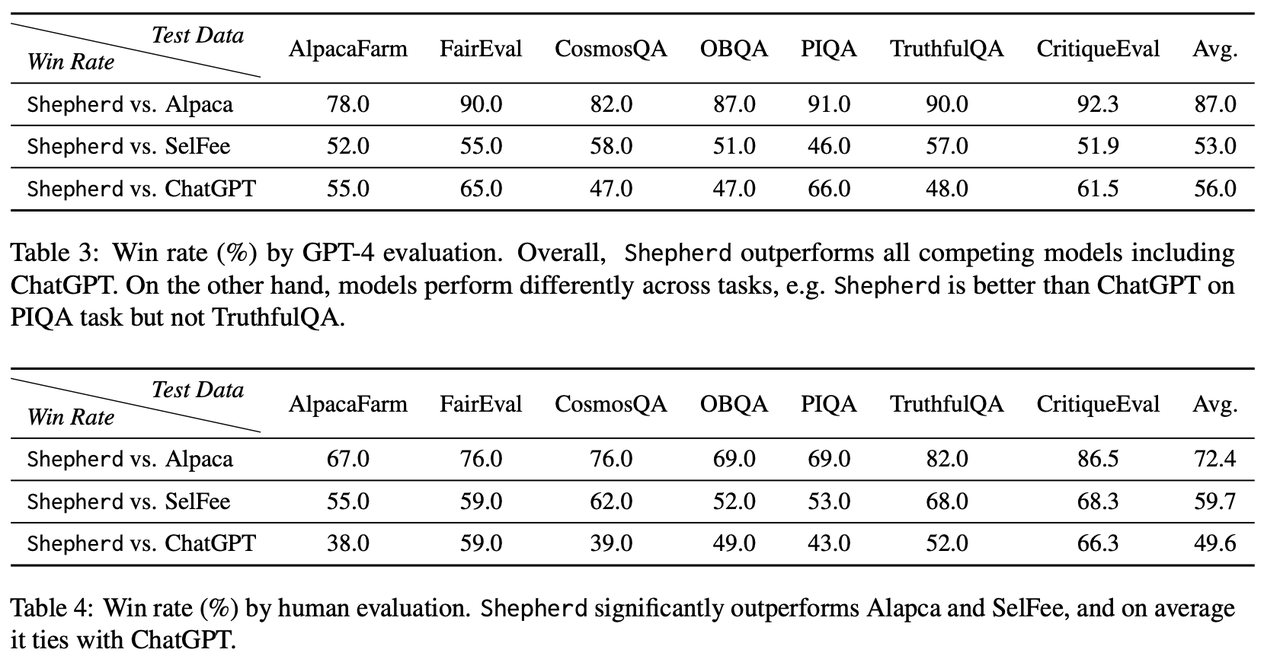 Test Data
Win Rate
AlpacaFarm FairEval CosmosQA OBQA PIQA TruthfulQA CritiqueEval Avg.
Shepherd vs. Alpaca 78.0 90.0 82.0 87.0 91.0 90.0 92.3 87.0
Shepherd vs. SelFee 52.0 55.0 58.0 51.0 46.0 57.0 51.9 53.0
Shepherd vs. ChatGPT 55.0 65.0 47.0 47.0 66.0 48.0 61.5 56.0
Table 3: Win rate (%) by GPT-4 evaluation. Overall, Shepherd outperforms all competing models including
ChatGPT. On the other hand, models perform differently across tasks, e.g. Shepherd is better than ChatGPT on
PIQA task but not TruthfulQA.
Test Data
Win Rate
AlpacaFarm FairEval CosmosQA OBQA PIQA TruthfulQA CritiqueEval Avg.
Shepherd vs. Alpaca 67.0 76.0 76.0 69.0 69.0 82.0 86.5 72.4
Shepherd vs. SelFee 55.0 59.0 62.0 52.0 53.0 68.0 68.3 59.7
Shepherd vs. ChatGPT 38.0 59.0 39.0 49.0 43.0 52.0 66.3 49.6
Table 4: Win rate (%) by human evaluation. Shepherd significantly outperforms Alapca and SelFee, and on average
it ties with ChatGPT.